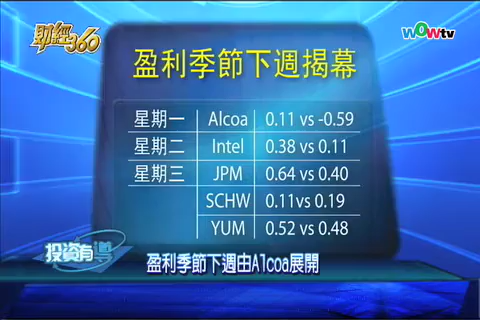 財經360
WOWtv
盈利季節下週揭幕
星期一 Alcoa 0.11 vs -0.59
星期二 Intel 0.38 vs 0.11
星期三 JPM 0.64 vs 0.40
SCHW 0.11vs 0.19
YUM 0.52 vs 0.48
投資有導
盈利季節下週由Alcoa展開